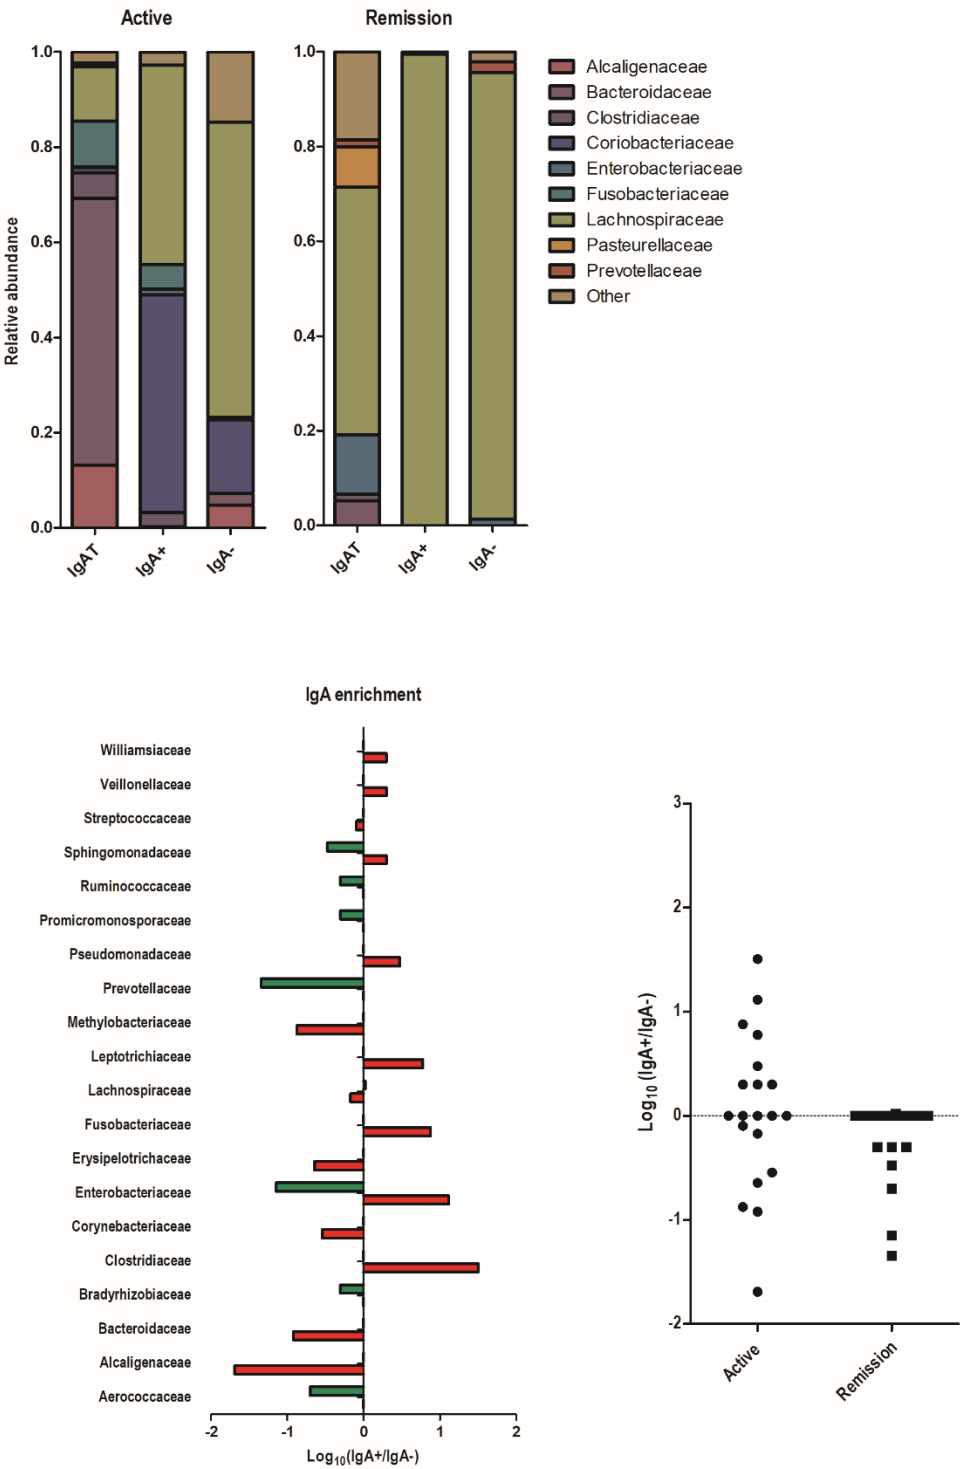 Active
Remission
Relative abundance
1.0
0.8
0.6
0.4
0.2
0.0
IgAT
IgA+
IgA-
1.0
0.8
0.6
0.4
0.2
0.0
IgAT
IgA+
IgA-
Alcaligenaceae
Bacteroidaceae
Clostridiaceae
Coriobacteriaceae
Enterobacteriaceae
Fusobacteriaceae
Lachnospiraceae
Pasteurellaceae
Prevotellaceae
Other
IgA enrichment
Williamsiaceae
Veillonellaceae
Streptococcaceae
Sphingomonadaceae
Ruminococcaceae
Promicromonosporaceae
Pseudomonadaceae
Prevotellaceae
Methylobacteriaceae
Leptotrichiaceae
Lachnospiraceae
Fusobacteriaceae
Erysipelotrichaceae
Enterobacteriaceae
Corynebacteriaceae
Clostridiaceae
Bradyrhizobiaceae
Bacteroidaceae
Alcaligenaceae
Aerococcaceae
-2 -1 0 1 2
Log₁₀(IgA+/IgA-)
Log₁₀ (IgA+/IgA-)
3
2
1
0
-1
-2
Active
Remission